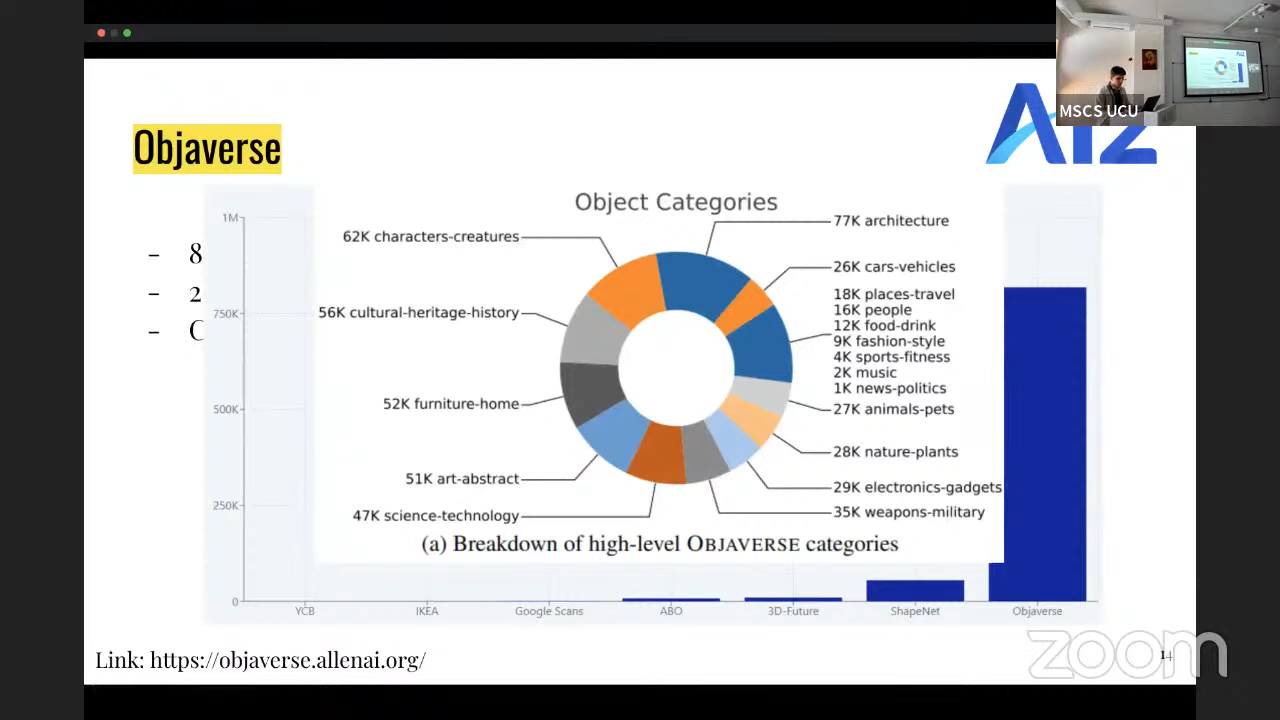 MSCS UCU
AIZ
Objaverse
- 8
- 2
- C
Object Categories
62K characters-creatures
56K cultural-heritage-history
52K furniture-home
51K art-abstract
47K science-technology
77K architecture
26K cars-vehicles
18K places-travel
16K people
12K food-drink
9K fashion-style
4K sports-fitness
2K music
1K news-politics
27K animals-pets
28K nature-plants
29K electronics-gadgets
35K weapons-military
(a) Breakdown of high-level OBJAVERSE categories
1M
750K
500K
250K
0
YCB
IKEA
Google Scans
ABO
3D-Future
ShapeNet
Objaverse
Link: https://objaverse.allenai.org/
zoom
14